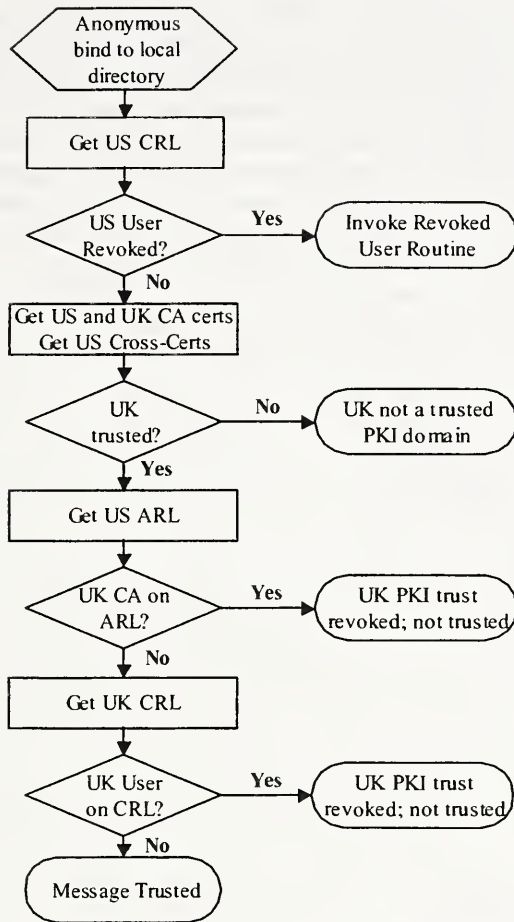 Anonymous
bind to local
directory
Get US CRL
US User
Revoked?
Yes
Invoke Revoked
User Routine
No
Get US and UK CA certs
Get US Cross-Certs
UK
trusted?
No
UK not a trusted
PKI domain
Yes
Get US ARL
UK CA on
ARL?
Yes
UK PKI trust
revoked; not trusted
No
Get UK CRL
UK User
on CRL?
Yes
UK PKI trust
revoked; not trusted
No
Message Trusted